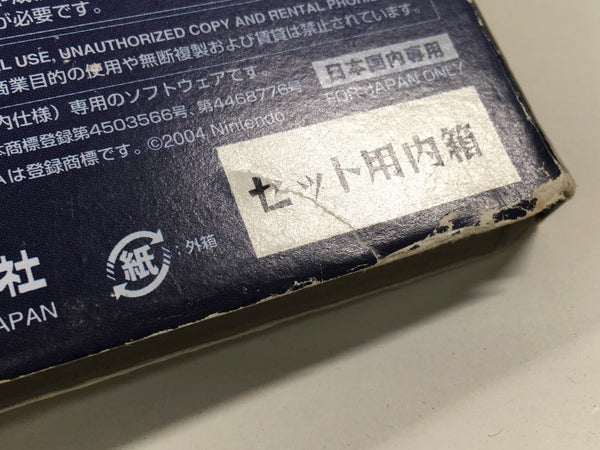 が必要です。
L USE, UNAUTHORIZED COPY AND RENTAL PROHI
商業目的の使用や無断複製および賃貸は禁止されています。
内仕様）専用のソフトウェアです。
日本国内専用
FOR JAPAN ONLY
本商標登録第4503566号、第4468776号
Aは登録商標です。©2004 Nintendo
セット用内箱
社
JAPAN
紙
:外箱